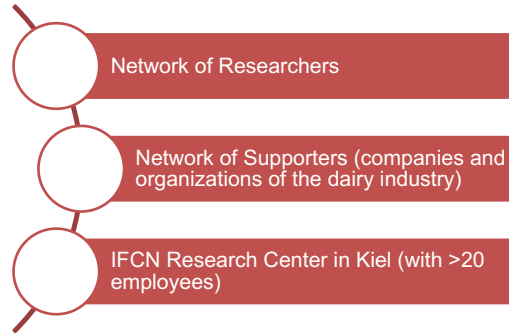 Network of Researchers
Network of Supporters (companies and
organizations of the dairy industry)
IFCN Research Center in Kiel (with >20
employees)